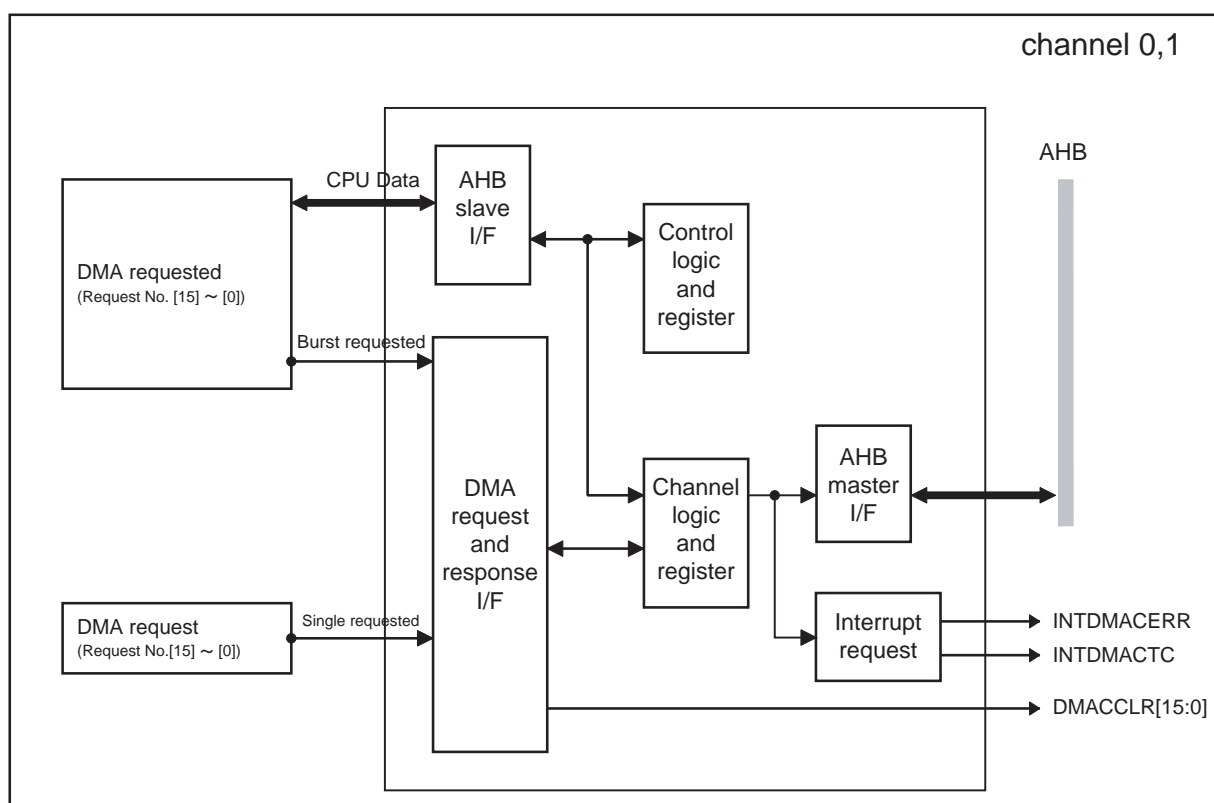 channel 0,1
AHB
CPU Data
AHB
slave
I/F
Control
logic
and
register
DMA requested
(Request No. [15] ~ [0])
Burst requested
DMA
request
and
response
I/F
Channel
logic
and
register
AHB
master
I/F
DMA request
(Request No.[15] ~ [0])
Single requested
Interrupt
request
INTDMACERR
INTDMACTC
DMACCLR[15:0]